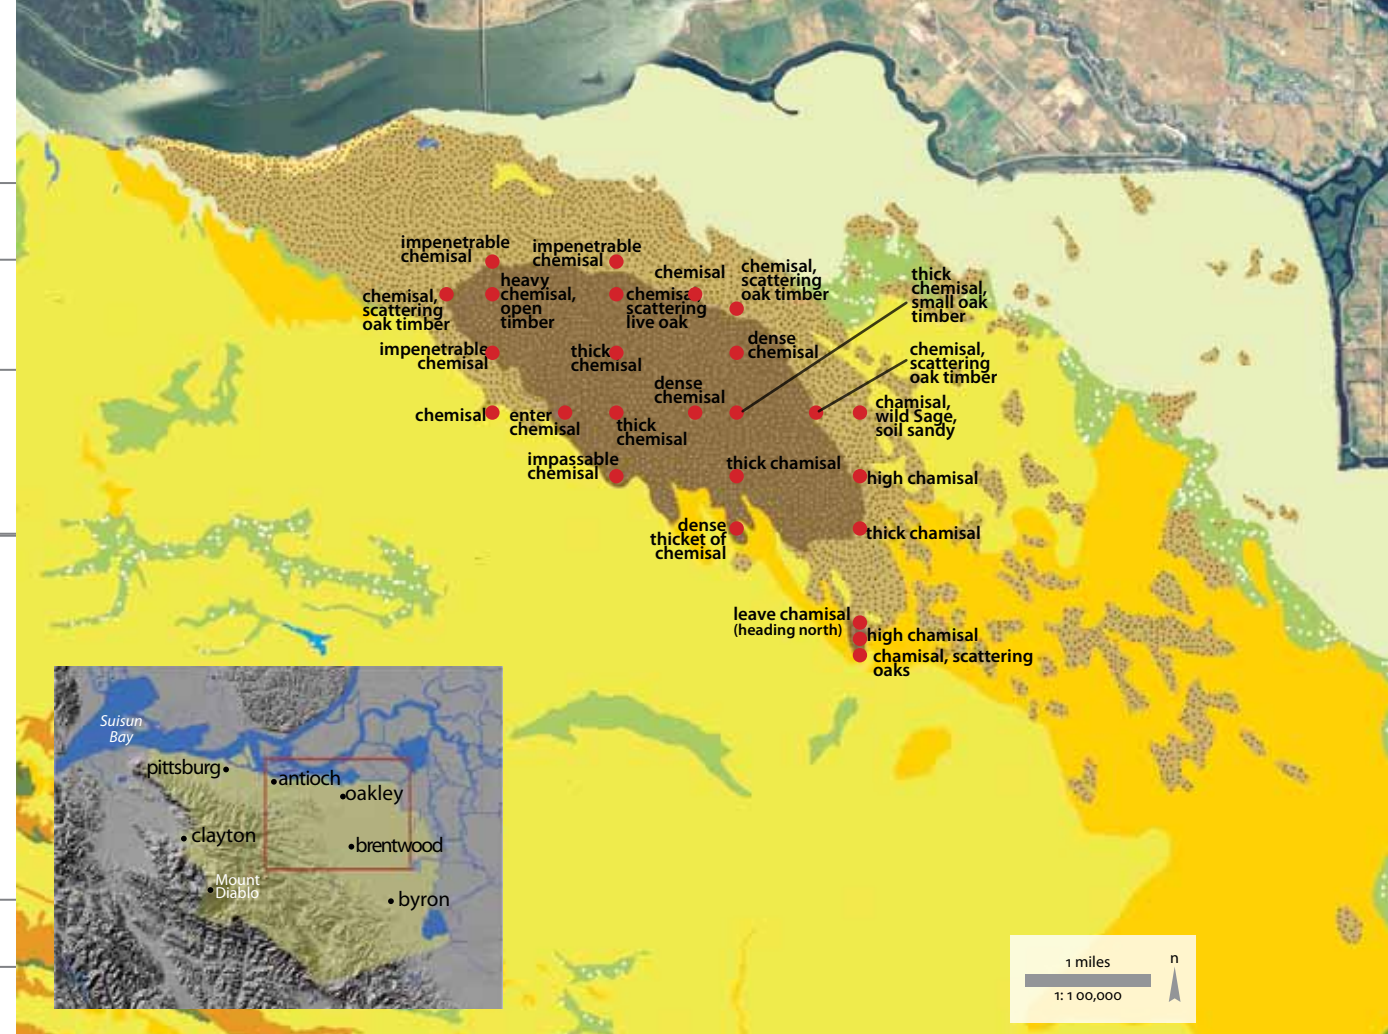 impenetrable
chemisal
impenetrable
chemisal
chemisal
chemisal,
scattering
oak timber
thick
chemisal,
small oak
timber
chemisal,
scattering
oak timber
heavy
chemisal,
open
timber
chemisal
scattering
live oak
impenetrable
chemisal
thick
chemisal
dense
chemisal
chemisal,
scattering
oak timber
dense
chemisal
chemisal
enter
chemisal
thick
chemisal
chamisal,
wild Sage,
soil sandy
impassable
chemisal
thick chamisal
high chamisal
dense
thicket of
chemisal
thick chamisal
leave chamisal
(heading north)
high chamisal
chamisal, scattering
oaks
Suisun
Bay
pittsburg
antioch
oakley
clayton
brentwood
Mount
Diablo
byron
1 miles
n
1: 1 00,000